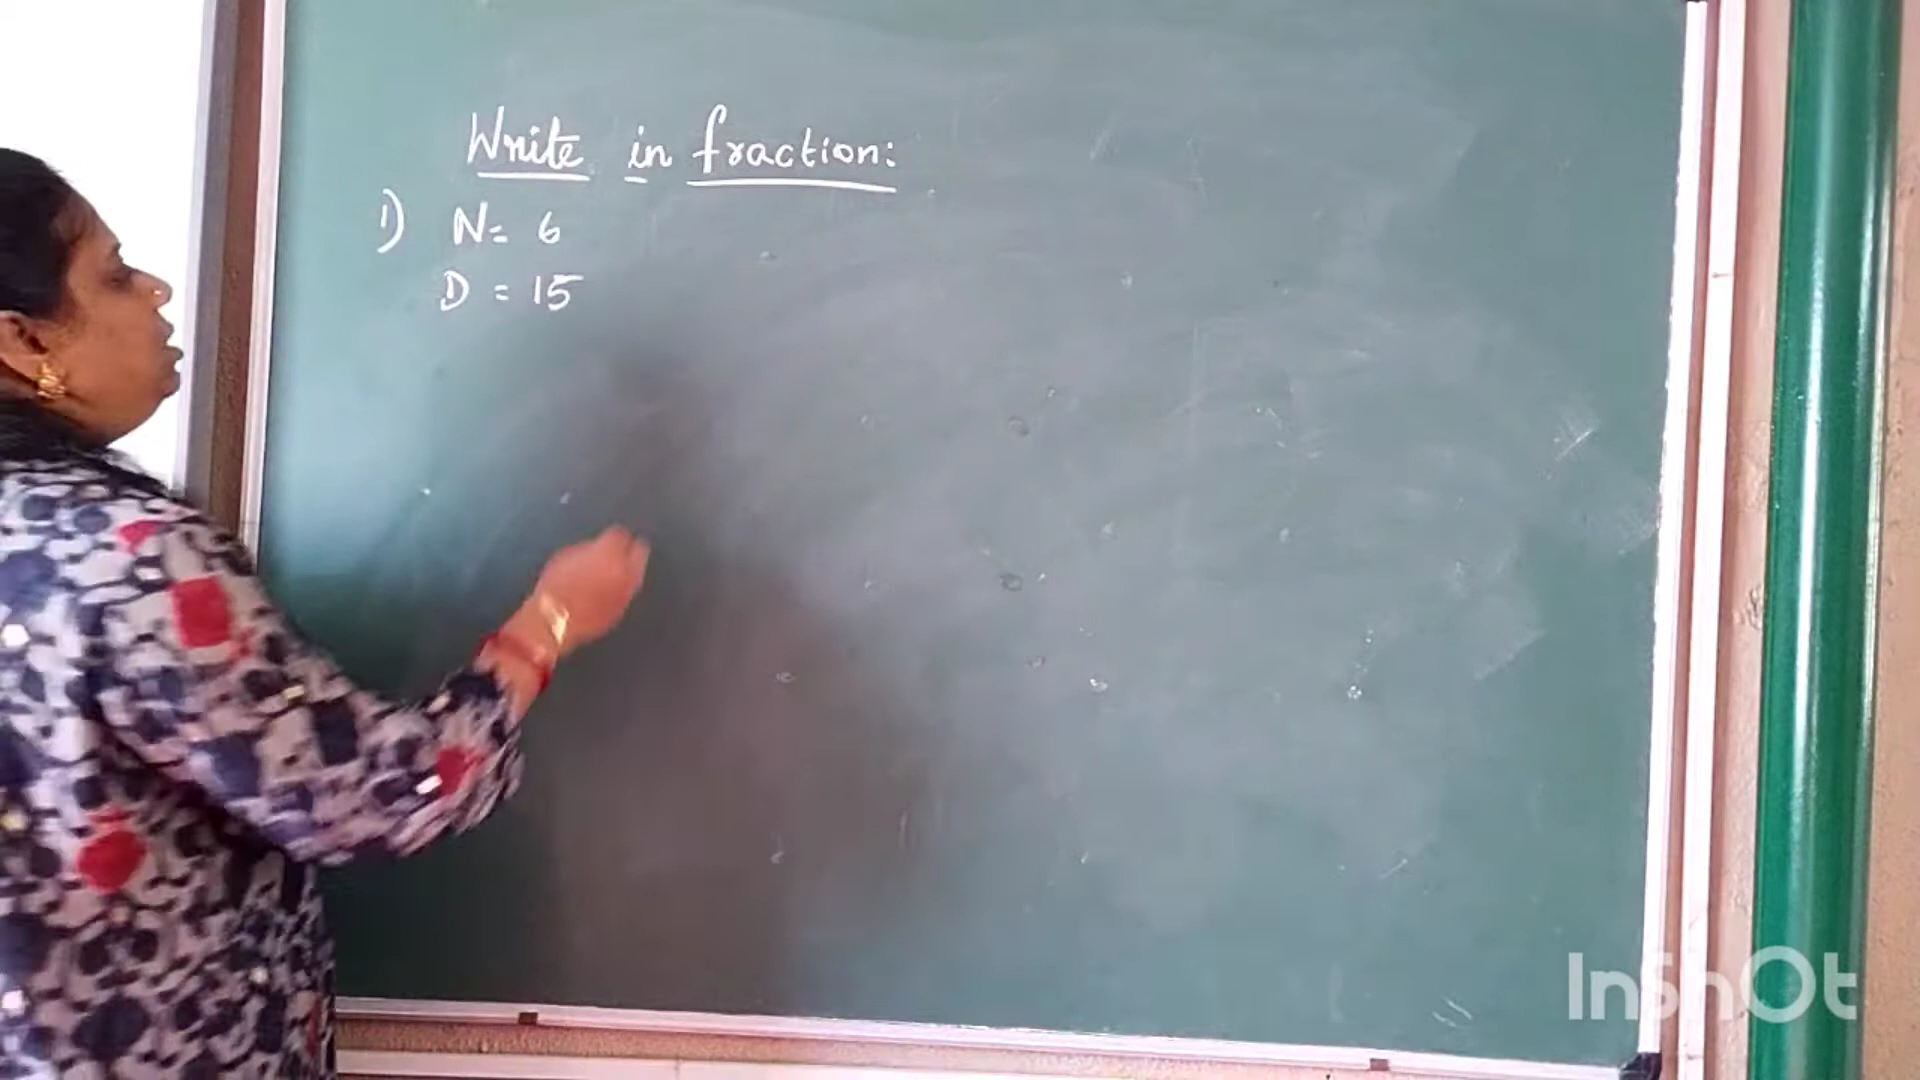 Write in fraction:
1) N= 6
D = 15
InShOt